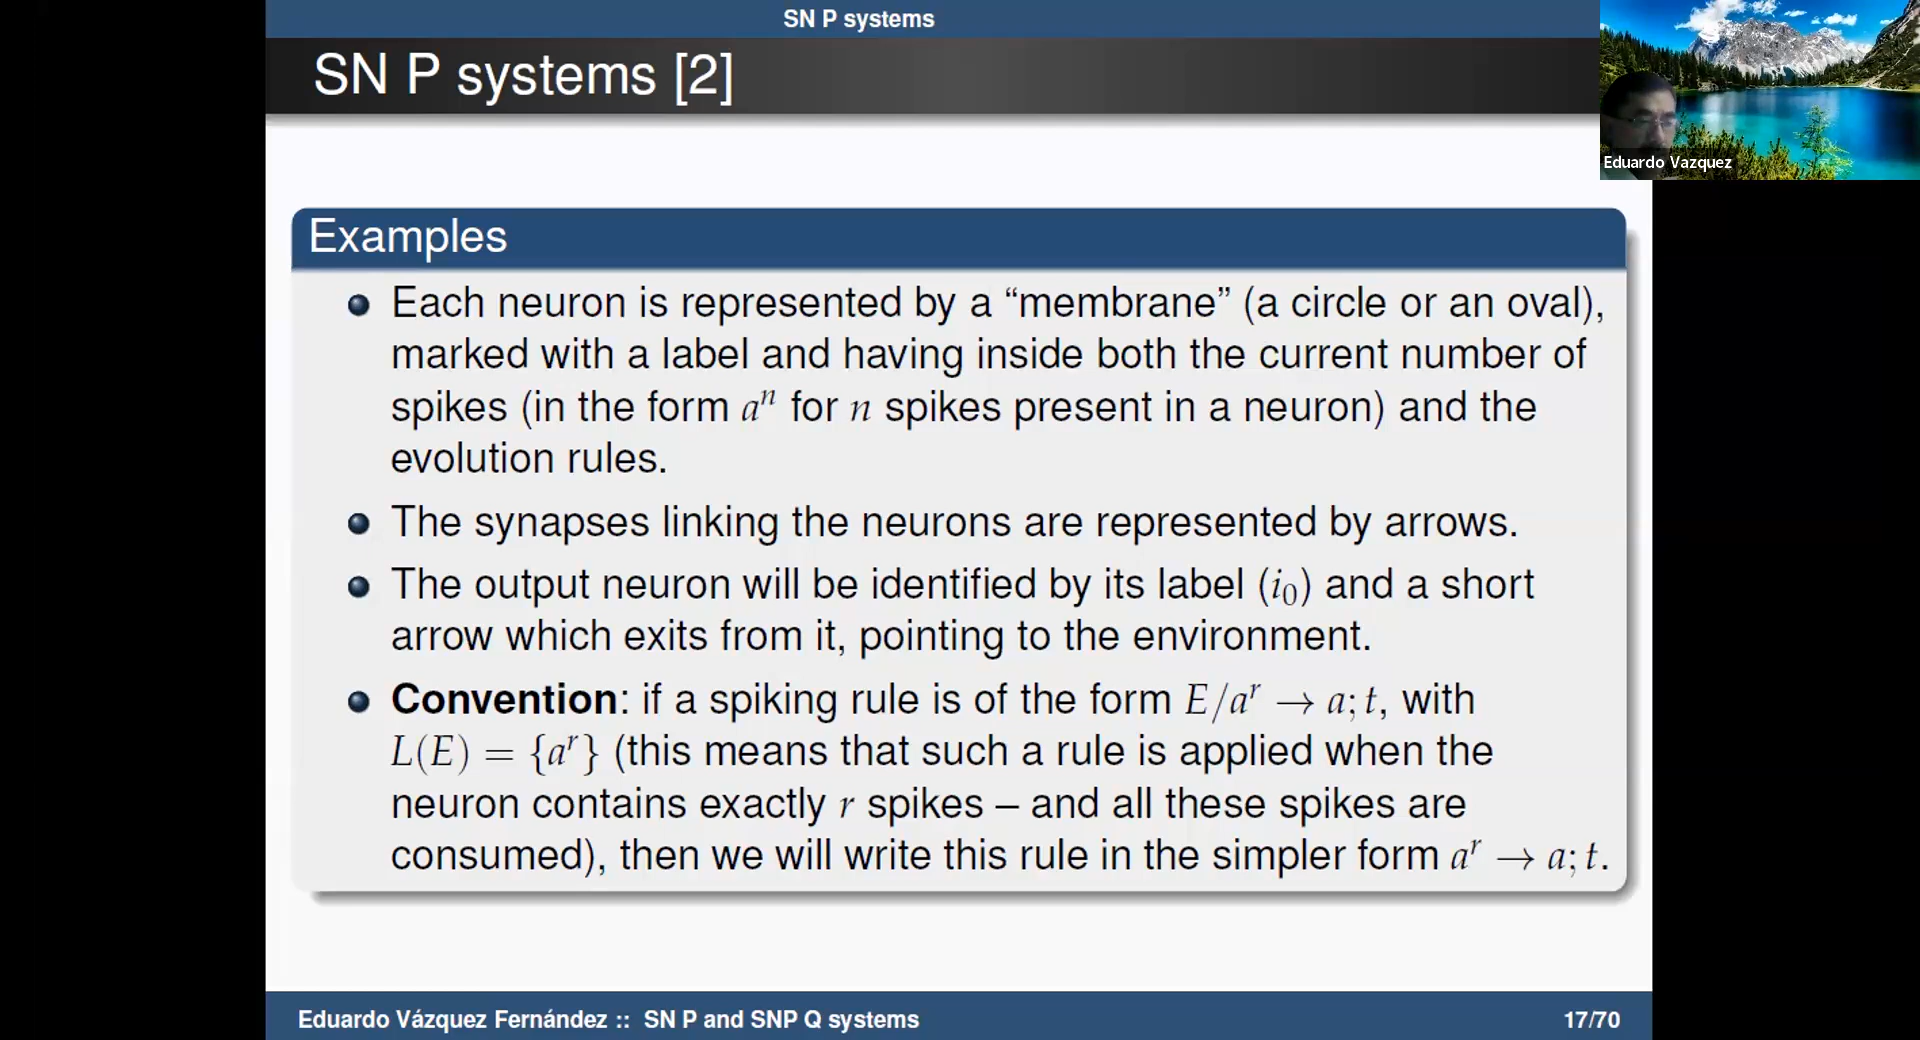 SN P systems
SN P systems [2]
Eduardo Vazquez
Examples
Each neuron is represented by a “membrane” (a circle or an oval),
marked with a label and having inside both the current number of
spikes (in the form aⁿ for n spikes present in a neuron) and the
evolution rules.
The synapses linking the neurons are represented by arrows.
The output neuron will be identified by its label (i₀) and a short
arrow which exits from it, pointing to the environment.
Convention: if a spiking rule is of the form E/aʳ → a; t, with
L(E) = {aʳ} (this means that such a rule is applied when the
neuron contains exactly r spikes – and all these spikes are
consumed), then we will write this rule in the simpler form aʳ → a; t.
Eduardo Vázquez Fernández :: SN P and SNP Q systems
17/70